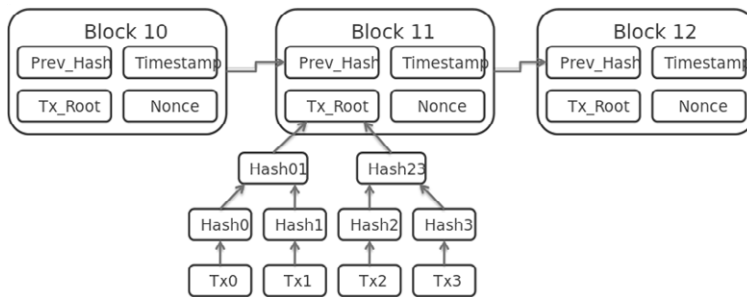 Block 10 Block 11 Block 12
Prev_Hash Timestamp Prev_Hash Timestamp Prev_Hash Timestamp
Tx_Root Nonce Tx_Root Nonce Tx_Root Nonce
Hash01 Hash23
Hash0 Hash1 Hash2 Hash3
Tx0 Tx1 Tx2 Tx3